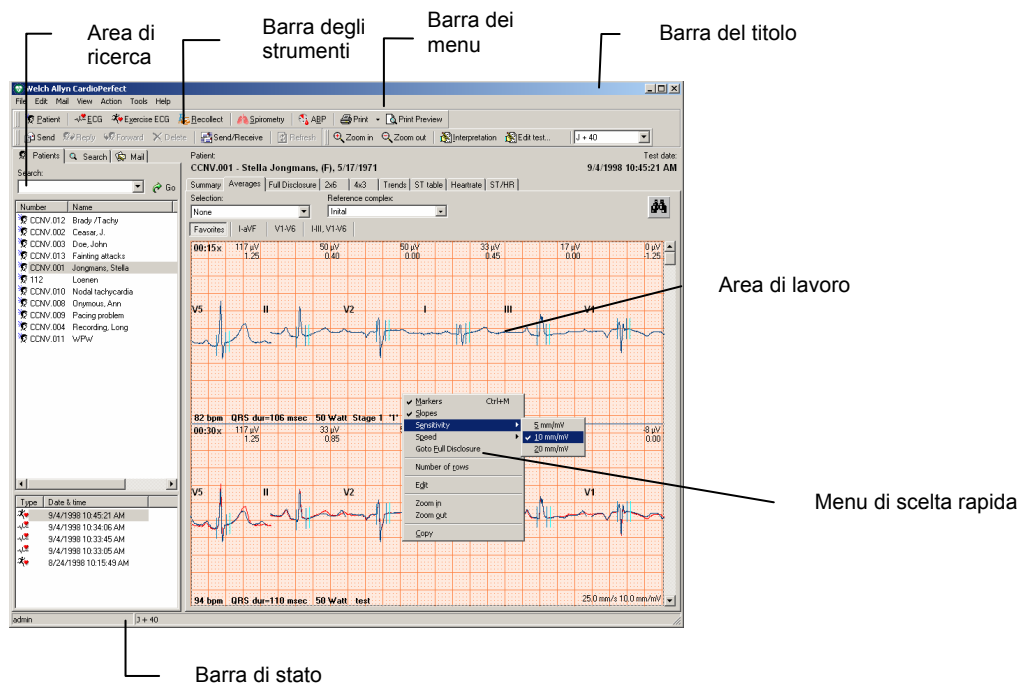 Area di
ricerca
Barra degli
strumenti
Barra dei
menu
Barra del titolo
Welch Allyn CardioPerfect
File Edit Mail View Action Tools Help
Patient ECG Exercise ECG Recollect Spirometry ABP Print Print Preview
Send Reply Forward Delete Send/Receive Refresh Zoom in Zoom out Interpretation Edit test... J + 40
Patients Search Mail
Patient: Test date:
CCNV.001 - Stella Jongmans, (F), 5/17/1971 9/4/1998 10:45:21 AM
Search:
Go
Summary Averages Full Disclosure 2x6 4x3 Trends ST table Heartrate ST/HR
Selection: Reference complex:
None Inital
Favorites I-aVF V1-V6 I-III, V1-V6
Number Name
CCNV.012 Brady /Tachy
CCNV.002 Ceasar, J.
CCNV.003 Doe, John
CCNV.013 Fainting attacks
CCNV.001 Jongmans, Stella
112 Loenen
CCNV.010 Nodal tachycardia
CCNV.008 Onymous, Ann
CCNV.009 Pacing problem
CCNV.004 Recording, Long
CCNV.011 WPW
00:15x 117 µV 50 µV 50 µV 33 µV 17 µV 0 µV
1.25 0.40 0.00 0.45 0.00 -1.25
V5 II V2 I III V1
82 bpm QRS dur=106 msec 50 Watt Stage 1 "1"
00:30x 117 µV 33 µV -8 µV
1.25 0.85 0.00
V5 II V2 V1
94 bpm QRS dur=110 msec 50 Watt test 25.0 mm/s 10.0 mm/mV
Markers Ctrl+M
Slopes
Sensitivity
Speed
Goto Full Disclosure
Number of rows
Edit
Zoom in
Zoom out
Copy
5 mm/mV
10 mm/mV
20 mm/mV
Type Date & time
9/4/1998 10:45:21 AM
9/4/1998 10:34:06 AM
9/4/1998 10:33:45 AM
9/4/1998 10:33:05 AM
8/24/1998 10:15:49 AM
admin J + 40
Area di lavoro
Menu di scelta rapida
Barra di stato